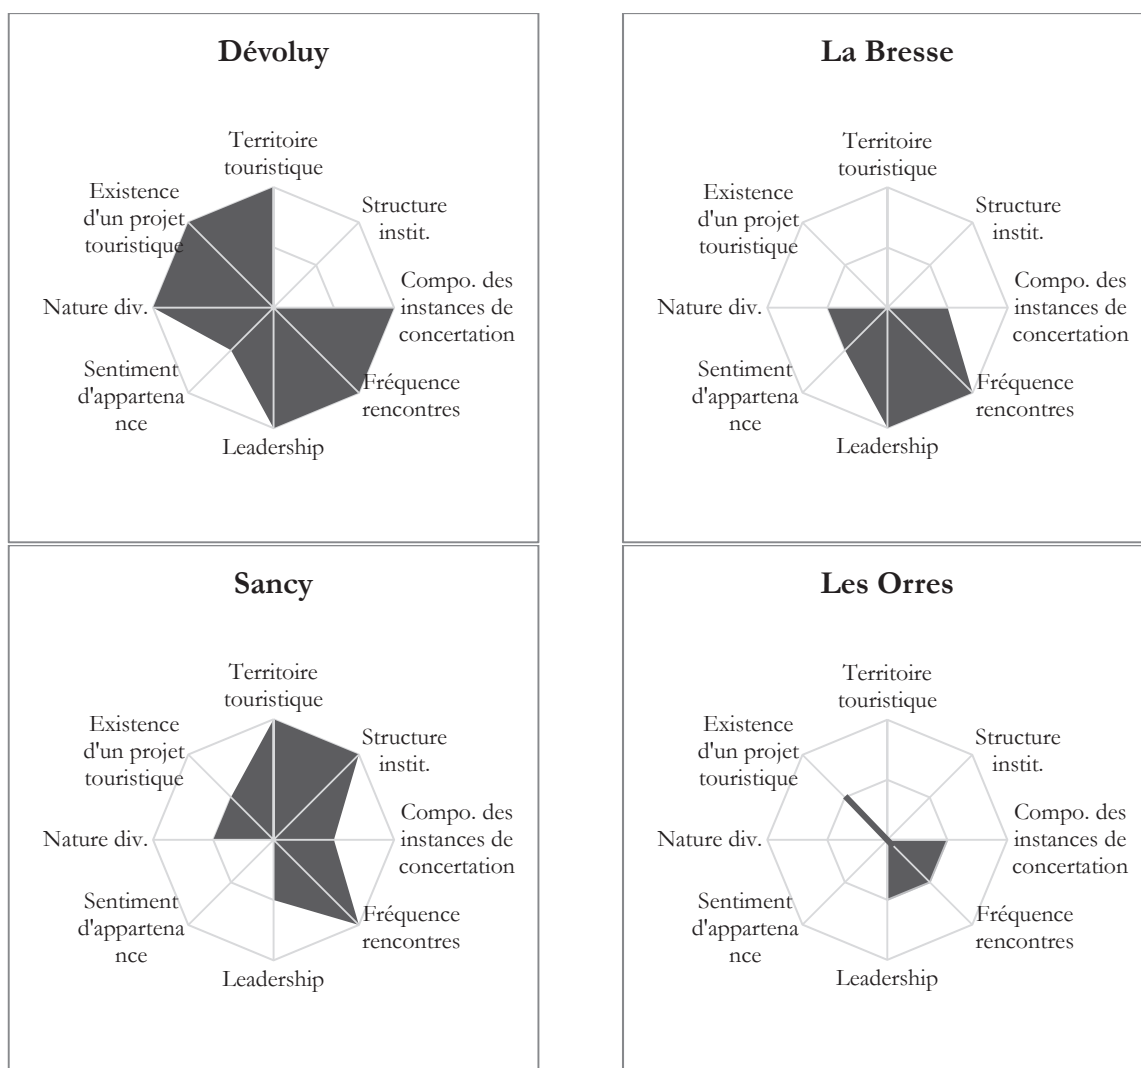 Dévoluy
Territoire
touristique
Structure
instit.
Compo. des
instances de
concertation
Fréquence
rencontres
Leadership
Sentiment
d'appartena
nce
Nature div.
Existence
d'un projet
touristique
La Bresse
Territoire
touristique
Structure
instit.
Compo. des
instances de
concertation
Fréquence
rencontres
Leadership
Sentiment
d'appartena
nce
Nature div.
Existence
d'un projet
touristique
Sancy
Territoire
touristique
Structure
instit.
Compo. des
instances de
concertation
Fréquence
rencontres
Leadership
Sentiment
d'appartena
nce
Nature div.
Existence
d'un projet
touristique
Les Orres
Territoire
touristique
Structure
instit.
Compo. des
instances de
concertation
Fréquence
rencontres
Leadership
Sentiment
d'appartena
nce
Nature div.
Existence
d'un projet
touristique